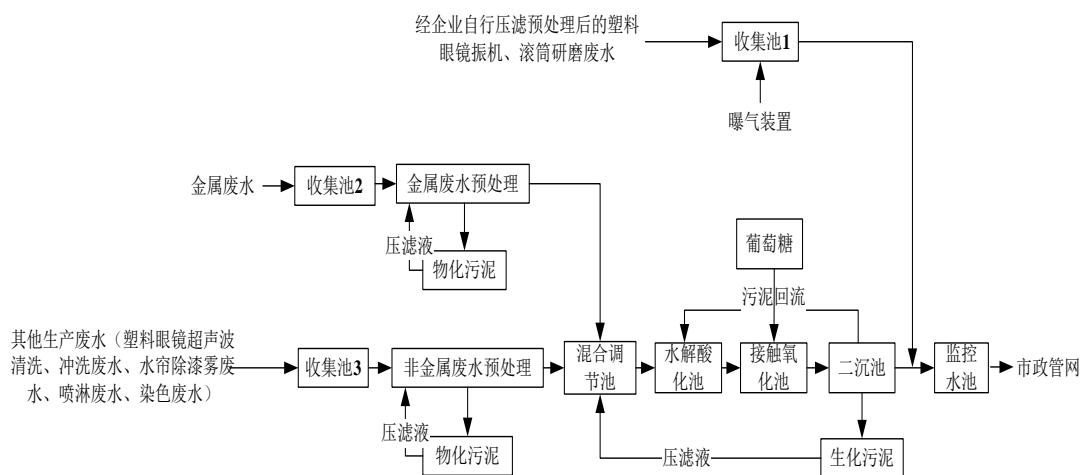 经企业自行压滤预处理后的塑料
眼镜振机、滚筒研磨废水
收集池1
曝气装置
金属废水
收集池2
金属废水预处理
压滤液
物化污泥
葡萄糖
污泥回流
其他生产废水（塑料眼镜超声波
清洗、冲洗废水、水帘除漆雾废
水、喷淋废水、染色废水）
收集池3
非金属废水预处理
混合调
节池
水解酸
化池
接触氧
化池
二沉池
监控
水池
市政管网
压滤液
物化污泥
压滤液
生化污泥